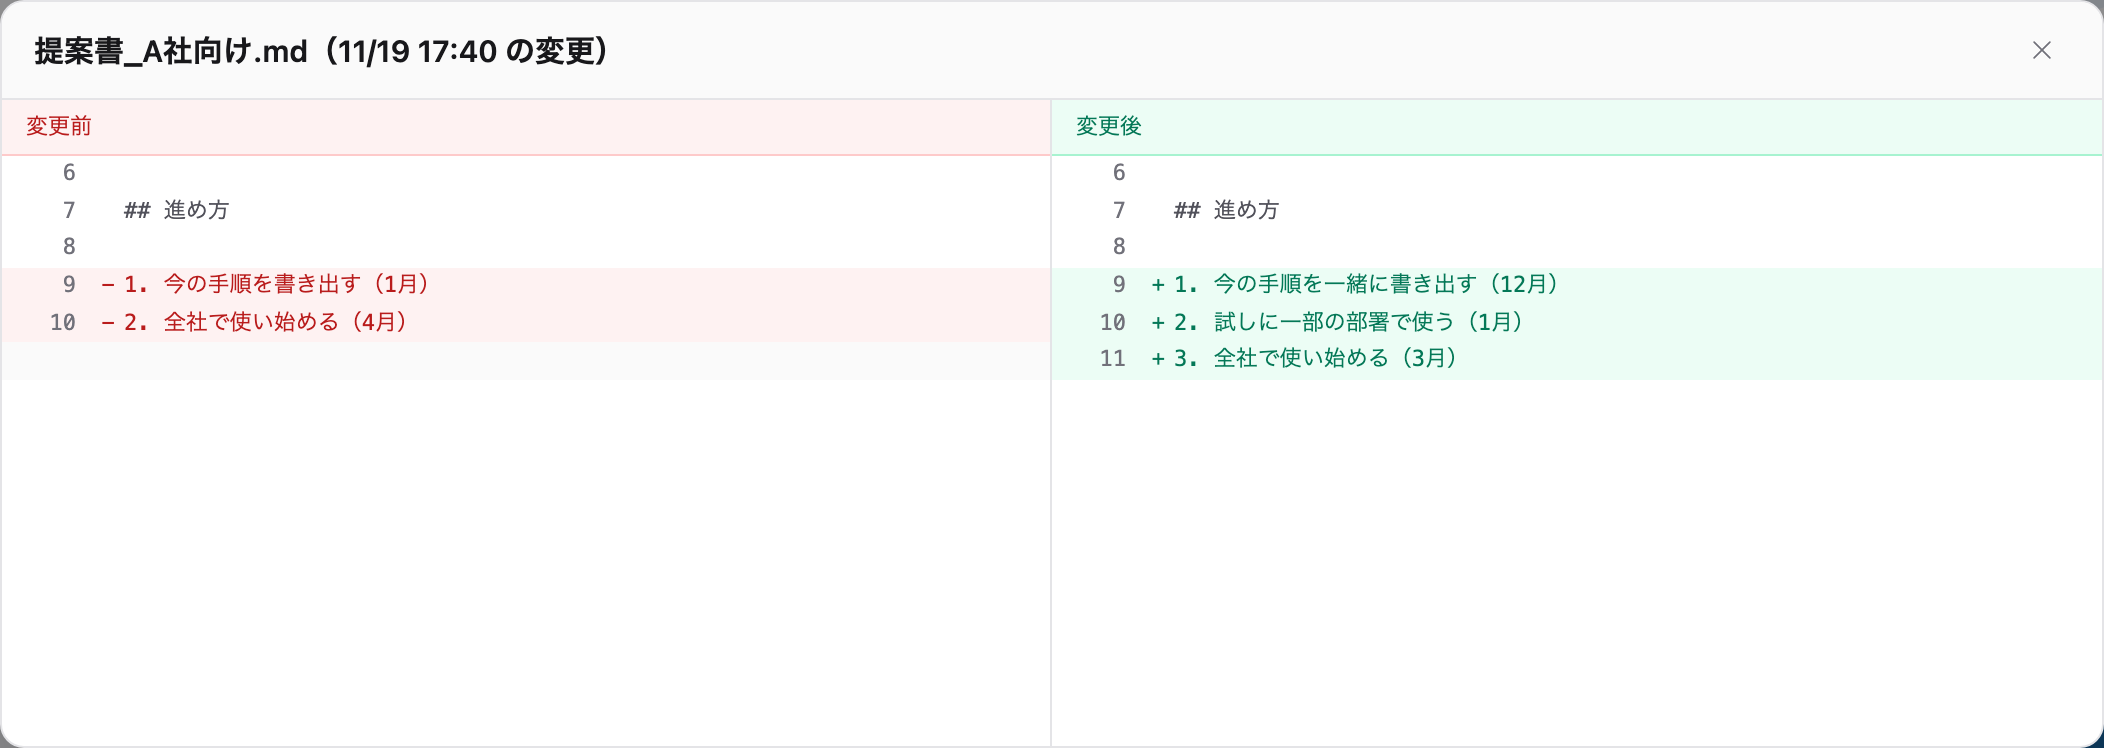 提案書_A社向け.md（11/19 17:40 の変更）
変更前
6
7 ## 進め方
8
9 − 1. 今の手順を書き出す（1月）
10 − 2. 全社で使い始める（4月）
変更後
6
7 ## 進め方
8
9 + 1. 今の手順を一緒に書き出す（12月）
10 + 2. 試しに一部の部署で使う（1月）
11 + 3. 全社で使い始める（3月）